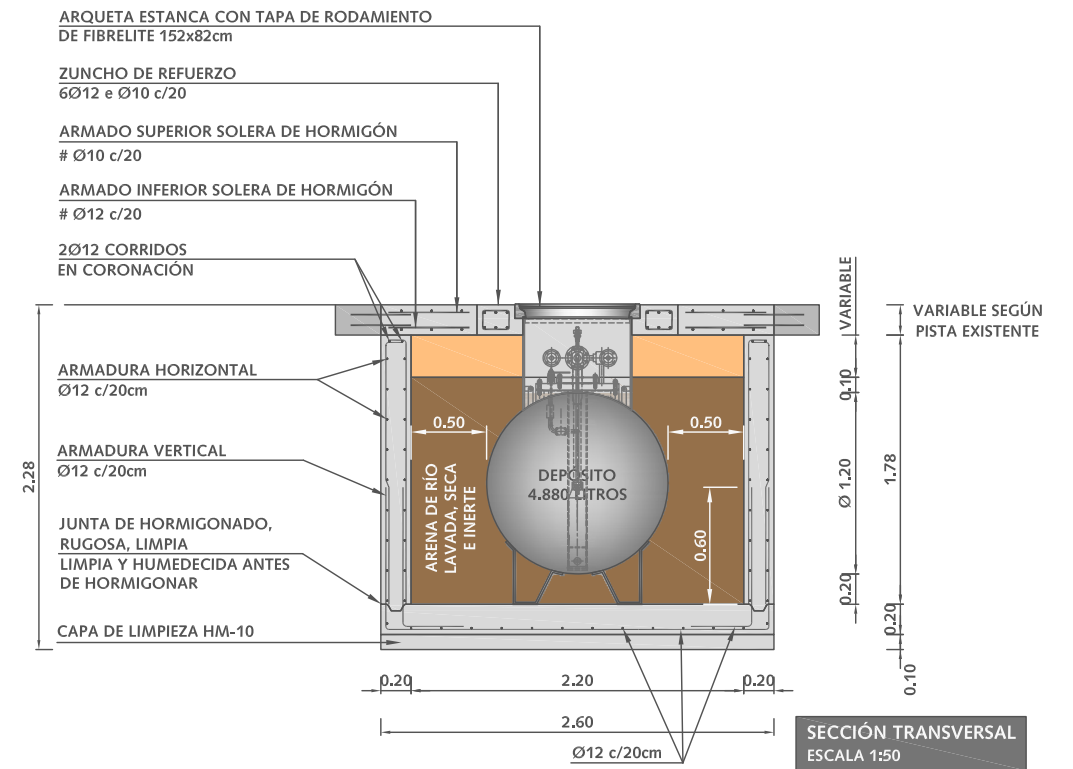 ARQUETA ESTANCA CON TAPA DE RODAMIENTO
DE FIBRELITE 152x82cm
ZUNCHO DE REFUERZO
6Ø12 e Ø10 c/20
ARMADO SUPERIOR SOLERA DE HORMIGÓN
# Ø10 c/20
ARMADO INFERIOR SOLERA DE HORMIGÓN
# Ø12 c/20
2Ø12 CORRIDOS
EN CORONACIÓN
ARMADURA HORIZONTAL
Ø12 c/20cm
ARMADURA VERTICAL
Ø12 c/20cm
JUNTA DE HORMIGONADO,
RUGOSA, LIMPIA
LIMPIA Y HUMEDECIDA ANTES
DE HORMIGONAR
CAPA DE LIMPIEZA HM-10
2.28
0.50
0.50
ARENA DE RÍO
LAVADA, SECA
E INERTE
DEPOSITO
4.880 LITROS
0.60
VARIABLE
0.10
Ø 1.20
0.20
VARIABLE SEGÚN
PISTA EXISTENTE
1.78
0.20
0.10
0.20
2.20
0.20
2.60
Ø12 c/20cm
SECCIÓN TRANSVERSAL
ESCALA 1:50